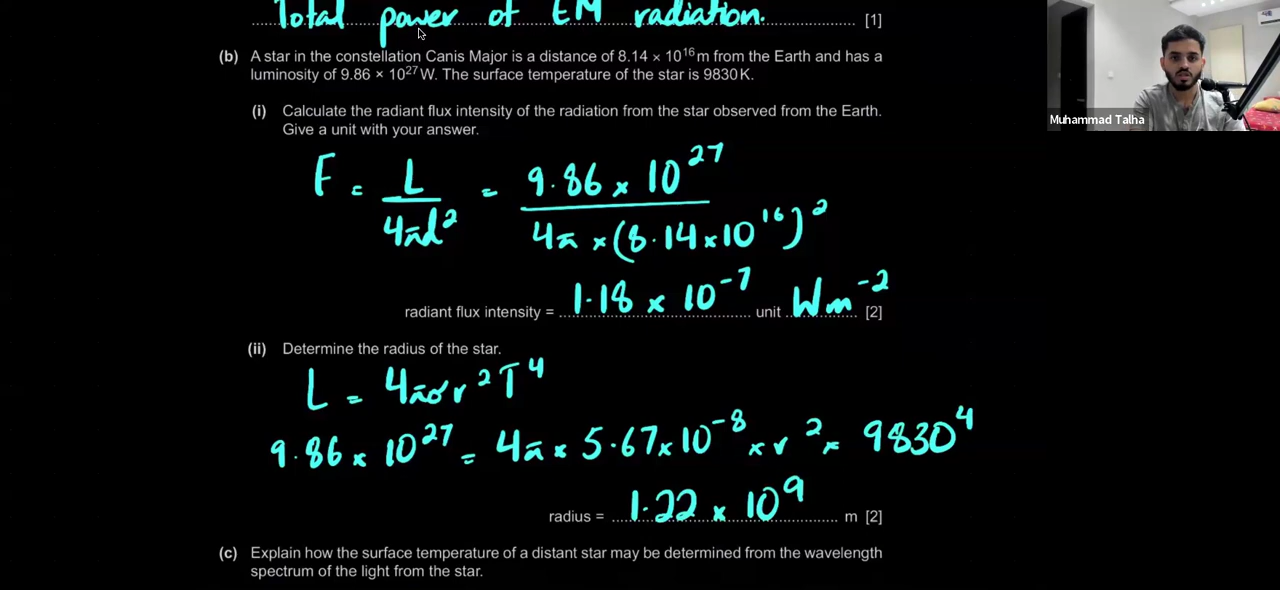 Total power of EM radiation. [1]
(b) A star in the constellation Canis Major is a distance of 8.14 × 10¹⁶ m from the Earth and has a
luminosity of 9.86 × 10²⁷ W. The surface temperature of the star is 9830 K.
(i) Calculate the radiant flux intensity of the radiation from the star observed from the Earth.
Give a unit with your answer.
Muhammad Talha
F = L / 4πd² = 9.86 × 10²⁷ / 4π × (8.14 × 10¹⁶)²
radiant flux intensity = 1.18 × 10⁻⁷ unit Wm⁻² [2]
(ii) Determine the radius of the star.
L = 4πσr²T⁴
9.86 × 10²⁷ = 4π × 5.67 × 10⁻⁸ × r² × 9830⁴
radius = 1.22 × 10⁹ m [2]
(c) Explain how the surface temperature of a distant star may be determined from the wavelength
spectrum of the light from the star.